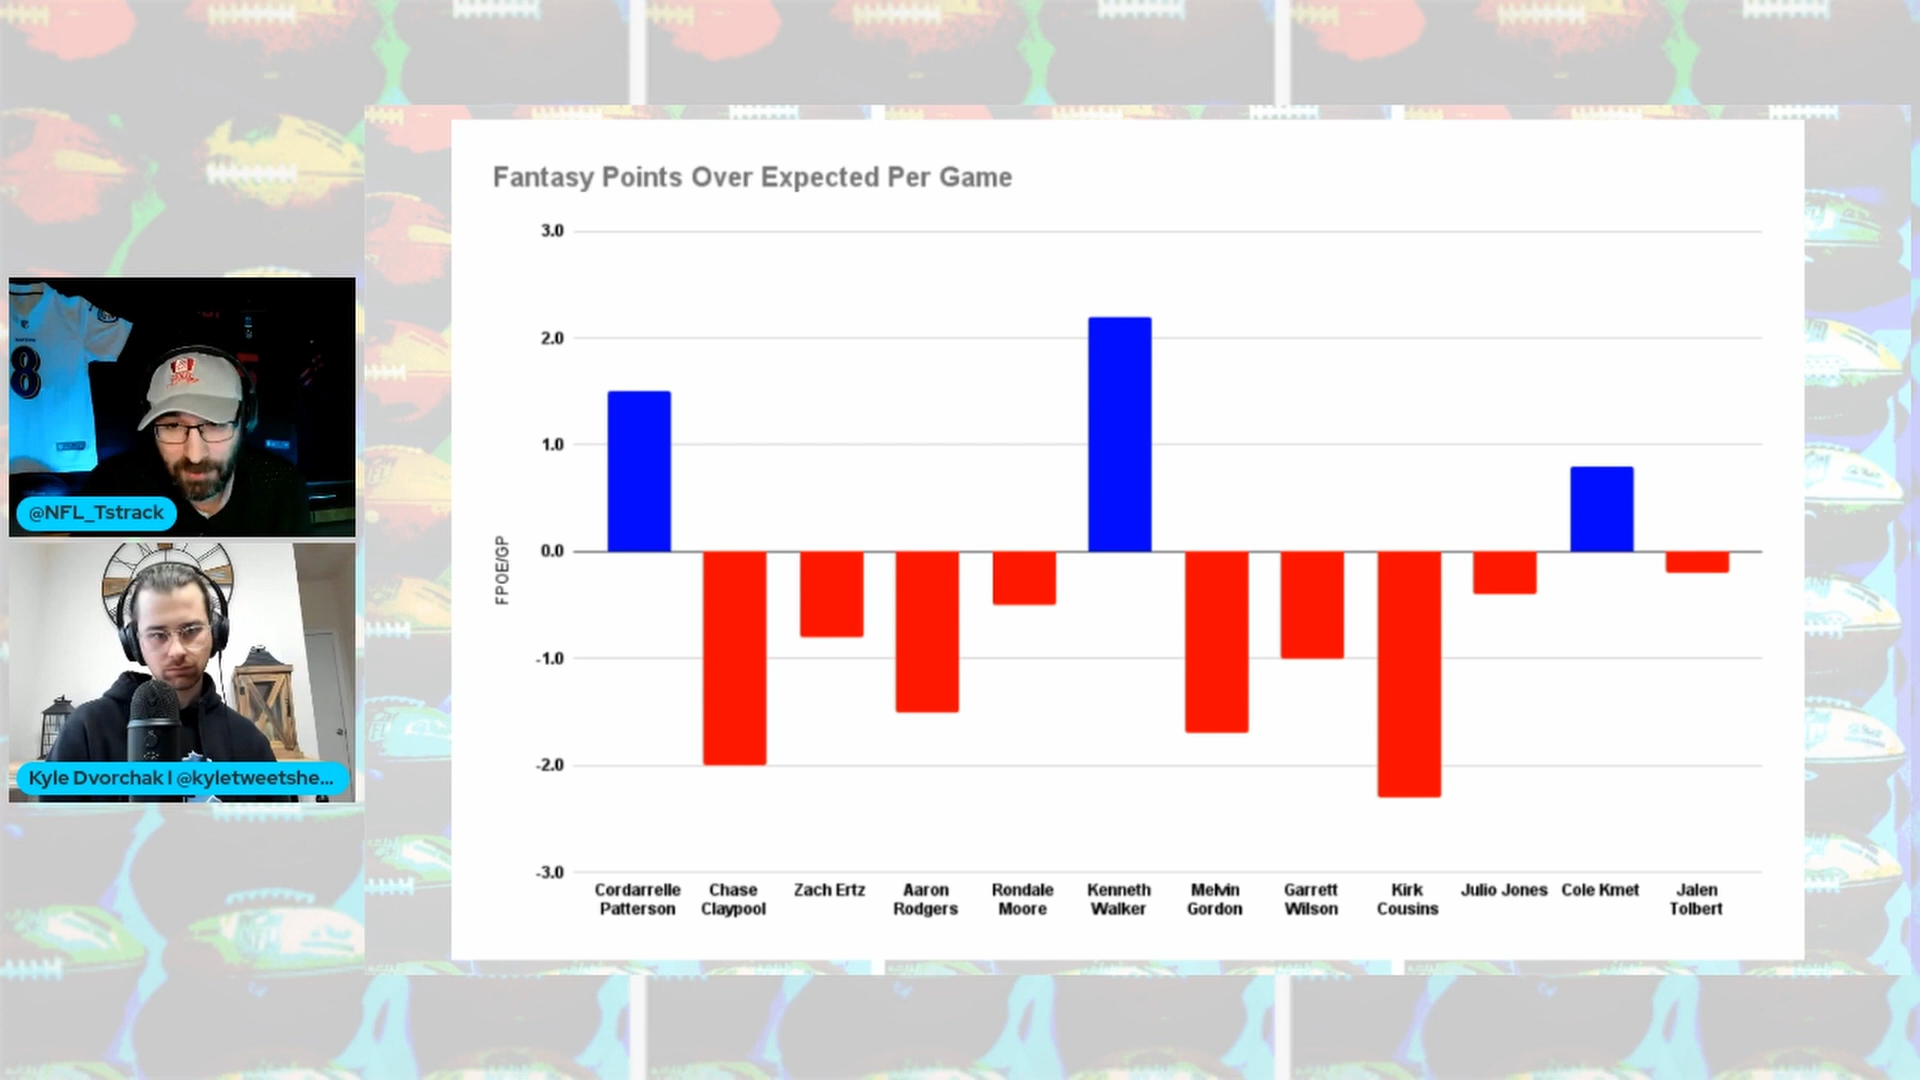 Fantasy Points Over Expected Per Game
3.0
2.0
1.0
0.0
-1.0
-2.0
-3.0
FPOE/GP
Cordarrelle Patterson
Chase Claypool
Zach Ertz
Aaron Rodgers
Rondale Moore
Kenneth Walker
Melvin Gordon
Garrett Wilson
Kirk Cousins
Julio Jones
Cole Kmet
Jalen Tolbert
8
@NFL_Tstrack
Kyle Dvorchak l @kyletweetshe...